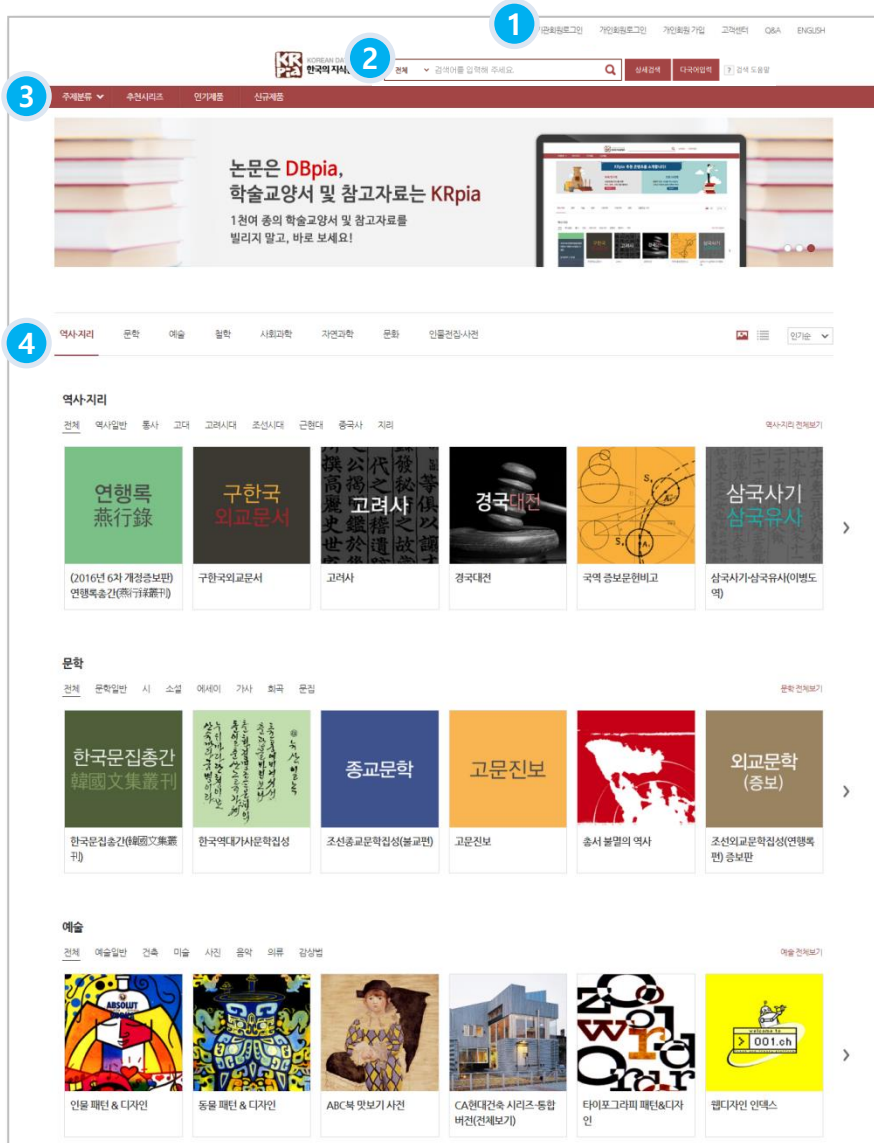 1
기관회원로그인 개인회원로그인 개인회원 가입 고객센터 Q&A ENGLISH
KR
pia
KOREAN DA
한국의 지식
2
전체 검색어를 입력해 주세요. 상세검색 다국어입력 ? 검색 도움말
3
주제분류 추천시리즈 인기제품 신규제품
논문은 DBpia,
학술교양서 및 참고자료는 KRpia
1천여 종의 학술교양서 및 참고자료를
빌리지 말고, 바로 보세요!
4
역사·지리 문학 예술 철학 사회과학 자연과학 문화 인물전집·사전 인기순
역사·지리
전체 역사일반 통사 고대 고려시대 조선시대 근현대 중국사 지리 역사·지리 전체보기
연행록
燕行錄
구한국
외교문서
고려사
경국대전
삼국사기
삼국유사
(2016년 6차 개정증보판)
연행록총간(燕行錄叢刊)
구한국외교문서
고려사
경국대전
국역 증보문헌비고
삼국사기·삼국유사(이병도
역)
문학
전체 문학일반 시 소설 에세이 가사 희곡 문집 문학 전체보기
한국문집총간
韓國文集叢刊
종교문학
고문진보
외교문학
(증보)
한국문집총간(韓國文集叢
刊)
한국역대가사문학집성
조선종교문학집성(불교편)
고문진보
총서 불멸의 역사
조선외교문학집성(연행록
편) 증보판
예술
전체 예술일반 건축 미술 사진 음악 의류 감상법 예술 전체보기
ABSOLUT
welcome to
001.ch
인물 패턴 & 디자인
동물 패턴 & 디자인
ABC북 맛보기 사전
CA현대건축 시리즈-통합
버전(전체보기)
타이포그라피 패턴&디자
인
웹디자인 인덱스